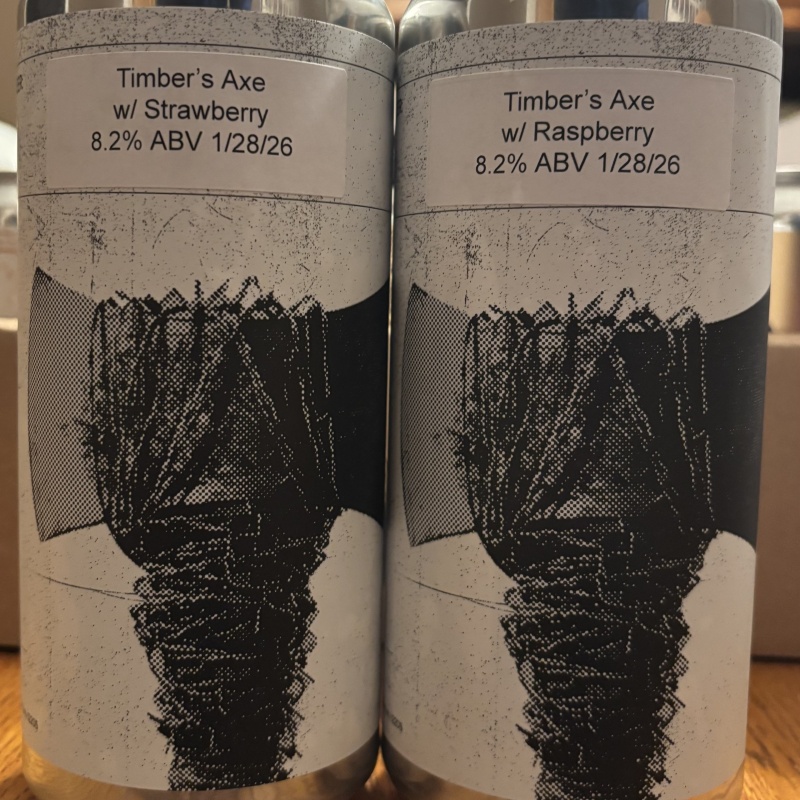 Timber's Axe
w/ Strawberry
8.2% ABV 1/28/26
Timber's Axe
w/ Raspberry
8.2% ABV 1/28/26